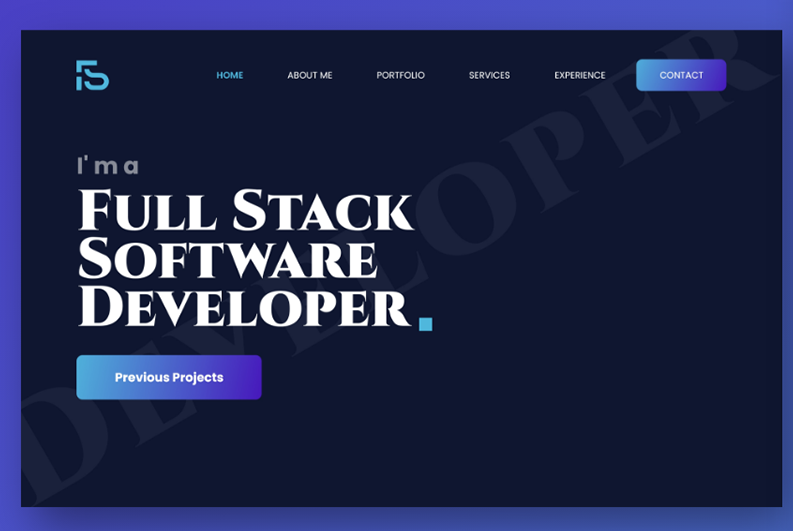 FS
HOME ABOUT ME PORTFOLIO SERVICES EXPERIENCE CONTACT
I'm a
FULL STACK
SOFTWARE
DEVELOPER.
Previous Projects
DEVELOPER